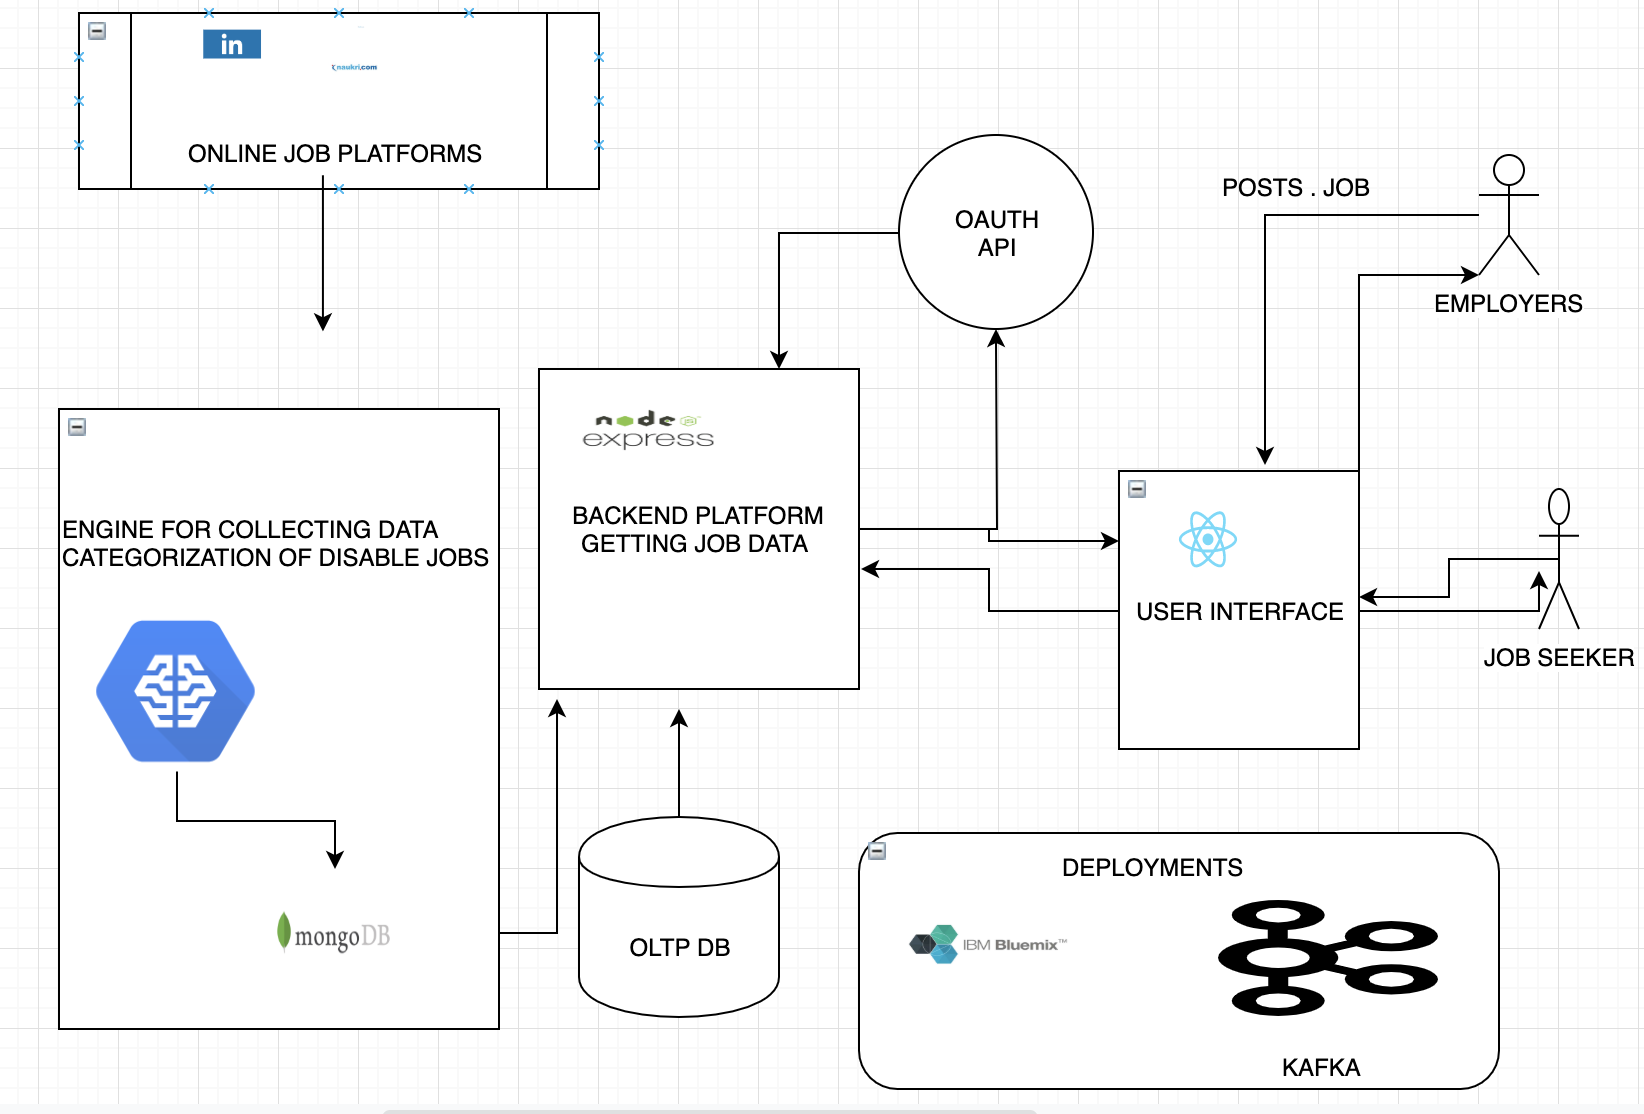 in
naukri.com
ONLINE JOB PLATFORMS
OAUTH
API
POSTS . JOB
EMPLOYERS
node JS
express
BACKEND PLATFORM
GETTING JOB DATA
ENGINE FOR COLLECTING DATA
CATEGORIZATION OF DISABLE JOBS
USER INTERFACE
JOB SEEKER
mongoDB
OLTP DB
DEPLOYMENTS
IBM Bluemix™
KAFKA